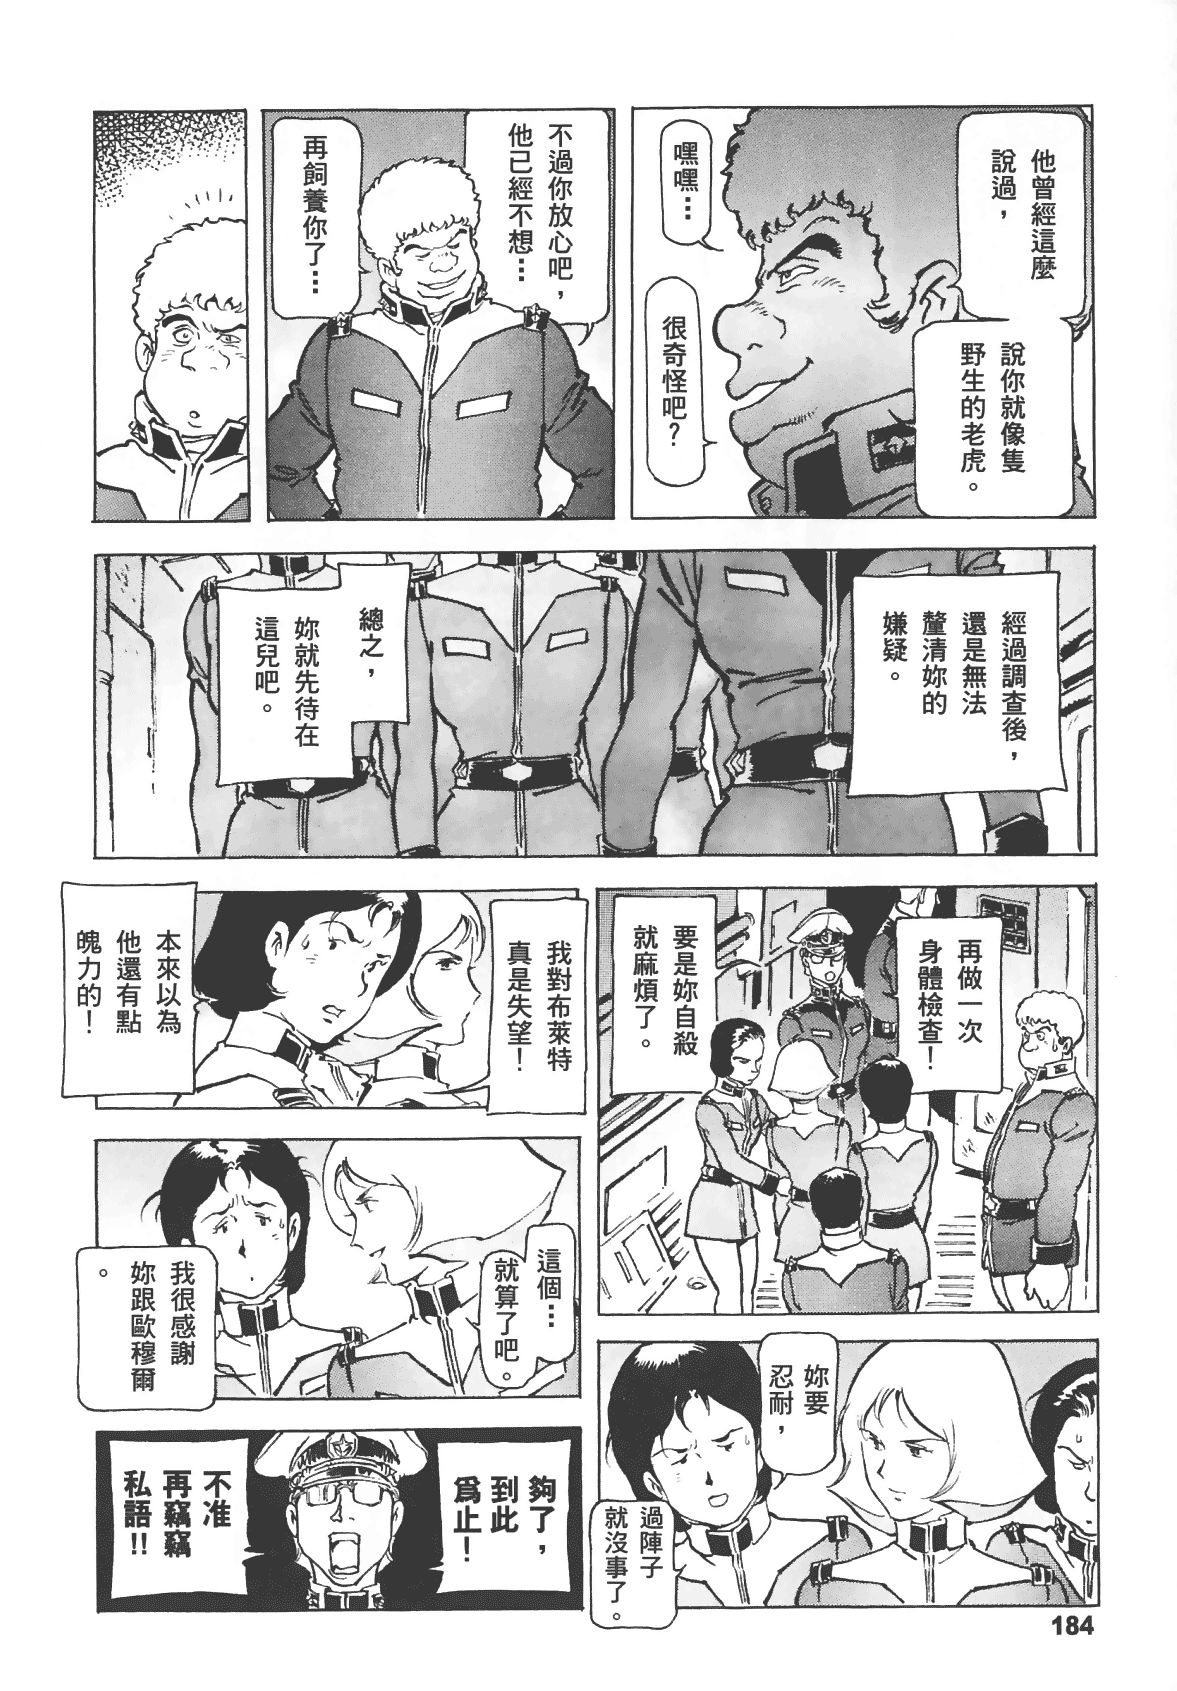 他曾經這麼
說過，
說你就像隻
野生的老虎。
嘿嘿…
很奇怪吧？
不過你放心吧，
他已經不想…
再飼養你了…
經過調查後，
還是無法
釐清妳的
嫌疑。
總之，
妳就先待在
這兒吧。
再做一次
身體檢查！
要是妳自殺
就麻煩了。
我對布萊特
真是失望！
本來以為
他還有點
魄力的！
妳要
忍耐，
過陣子
就沒事了。
這個…
就算了吧。
我很感謝
妳跟歐穆爾
。
夠了，
到此
為止！
不准
再竊竊
私語!!
184